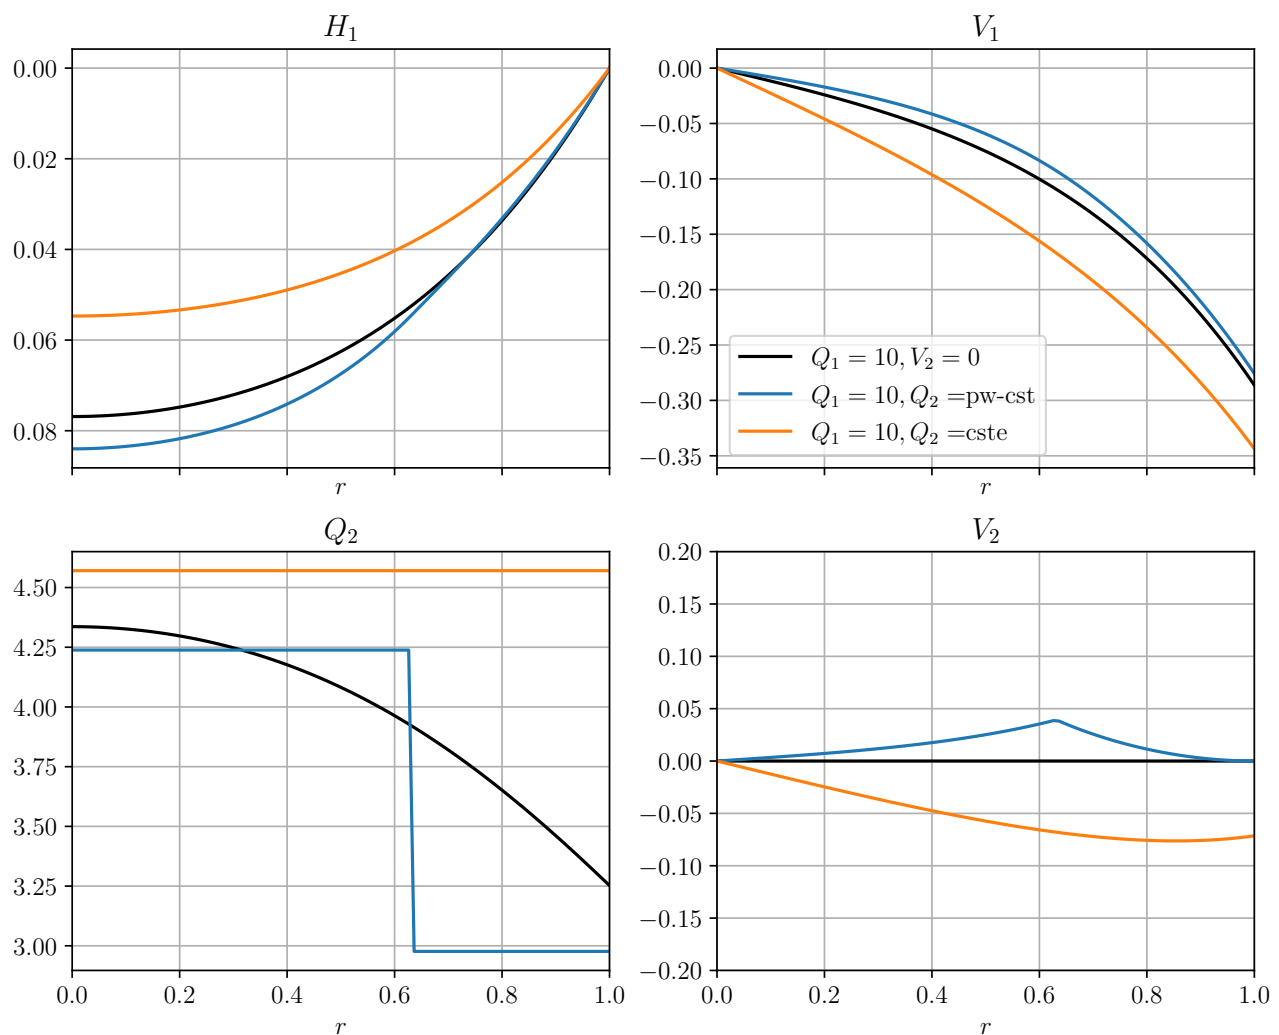 H₁
0.00
0.02
0.04
0.06
0.08
r
V₁
0.00
−0.05
−0.10
−0.15
−0.20
−0.25
−0.30
−0.35
Q₁ = 10, V₂ = 0
Q₁ = 10, Q₂ =pw-cst
Q₁ = 10, Q₂ =cste
r
Q₂
4.50
4.25
4.00
3.75
3.50
3.25
3.00
0.0 0.2 0.4 0.6 0.8 1.0
r
V₂
0.20
0.15
0.10
0.05
0.00
−0.05
−0.10
−0.15
−0.20
0.0 0.2 0.4 0.6 0.8 1.0
r